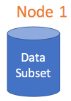 Node 1
Data
Subset